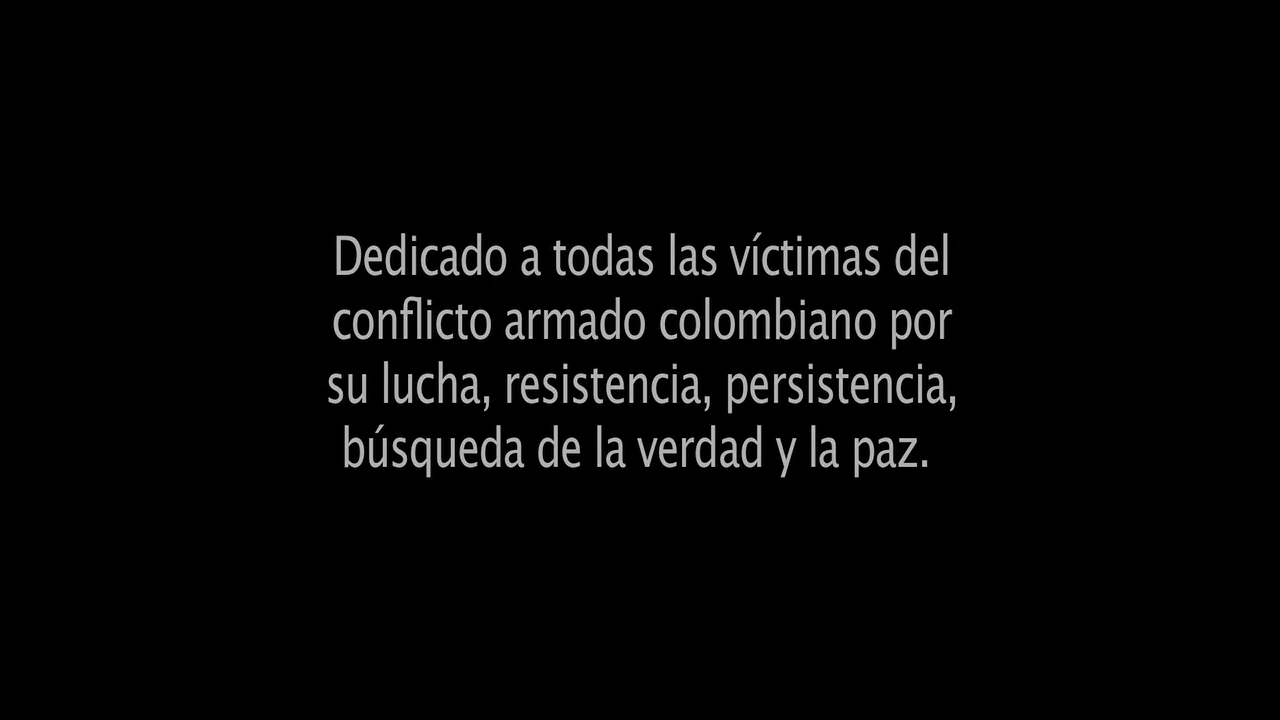 Dedicado a todas las víctimas del
conflicto armado colombiano por
su lucha, resistencia, persistencia,
búsqueda de la verdad y la paz.